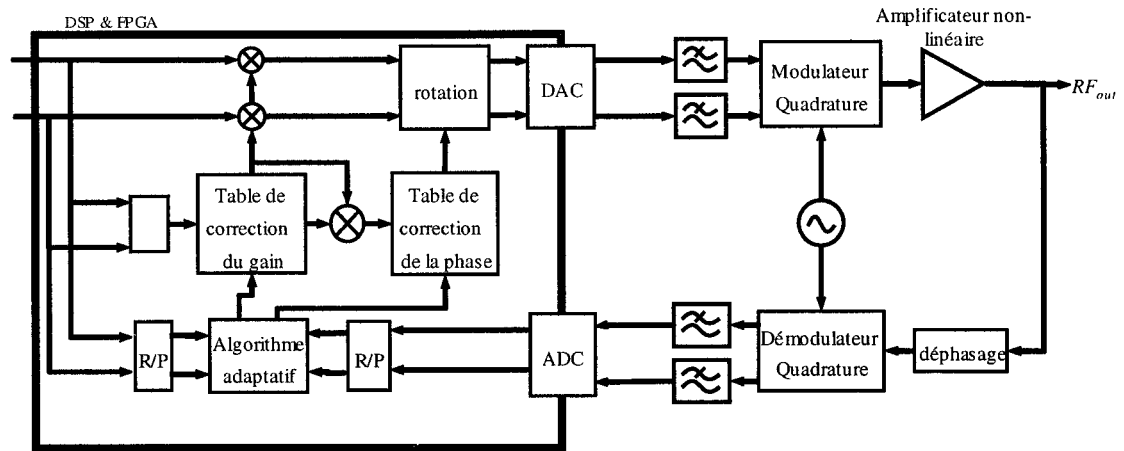 DSP & FPGA
Amplificateur non-
linéaire
rotation
DAC
Modulateur
Quadrature
RF_out
Table de
correction
du gain
Table de
correction
de la phase
R/P
Algorithme
adaptatif
R/P
ADC
Démodulateur
Quadrature
déphasage